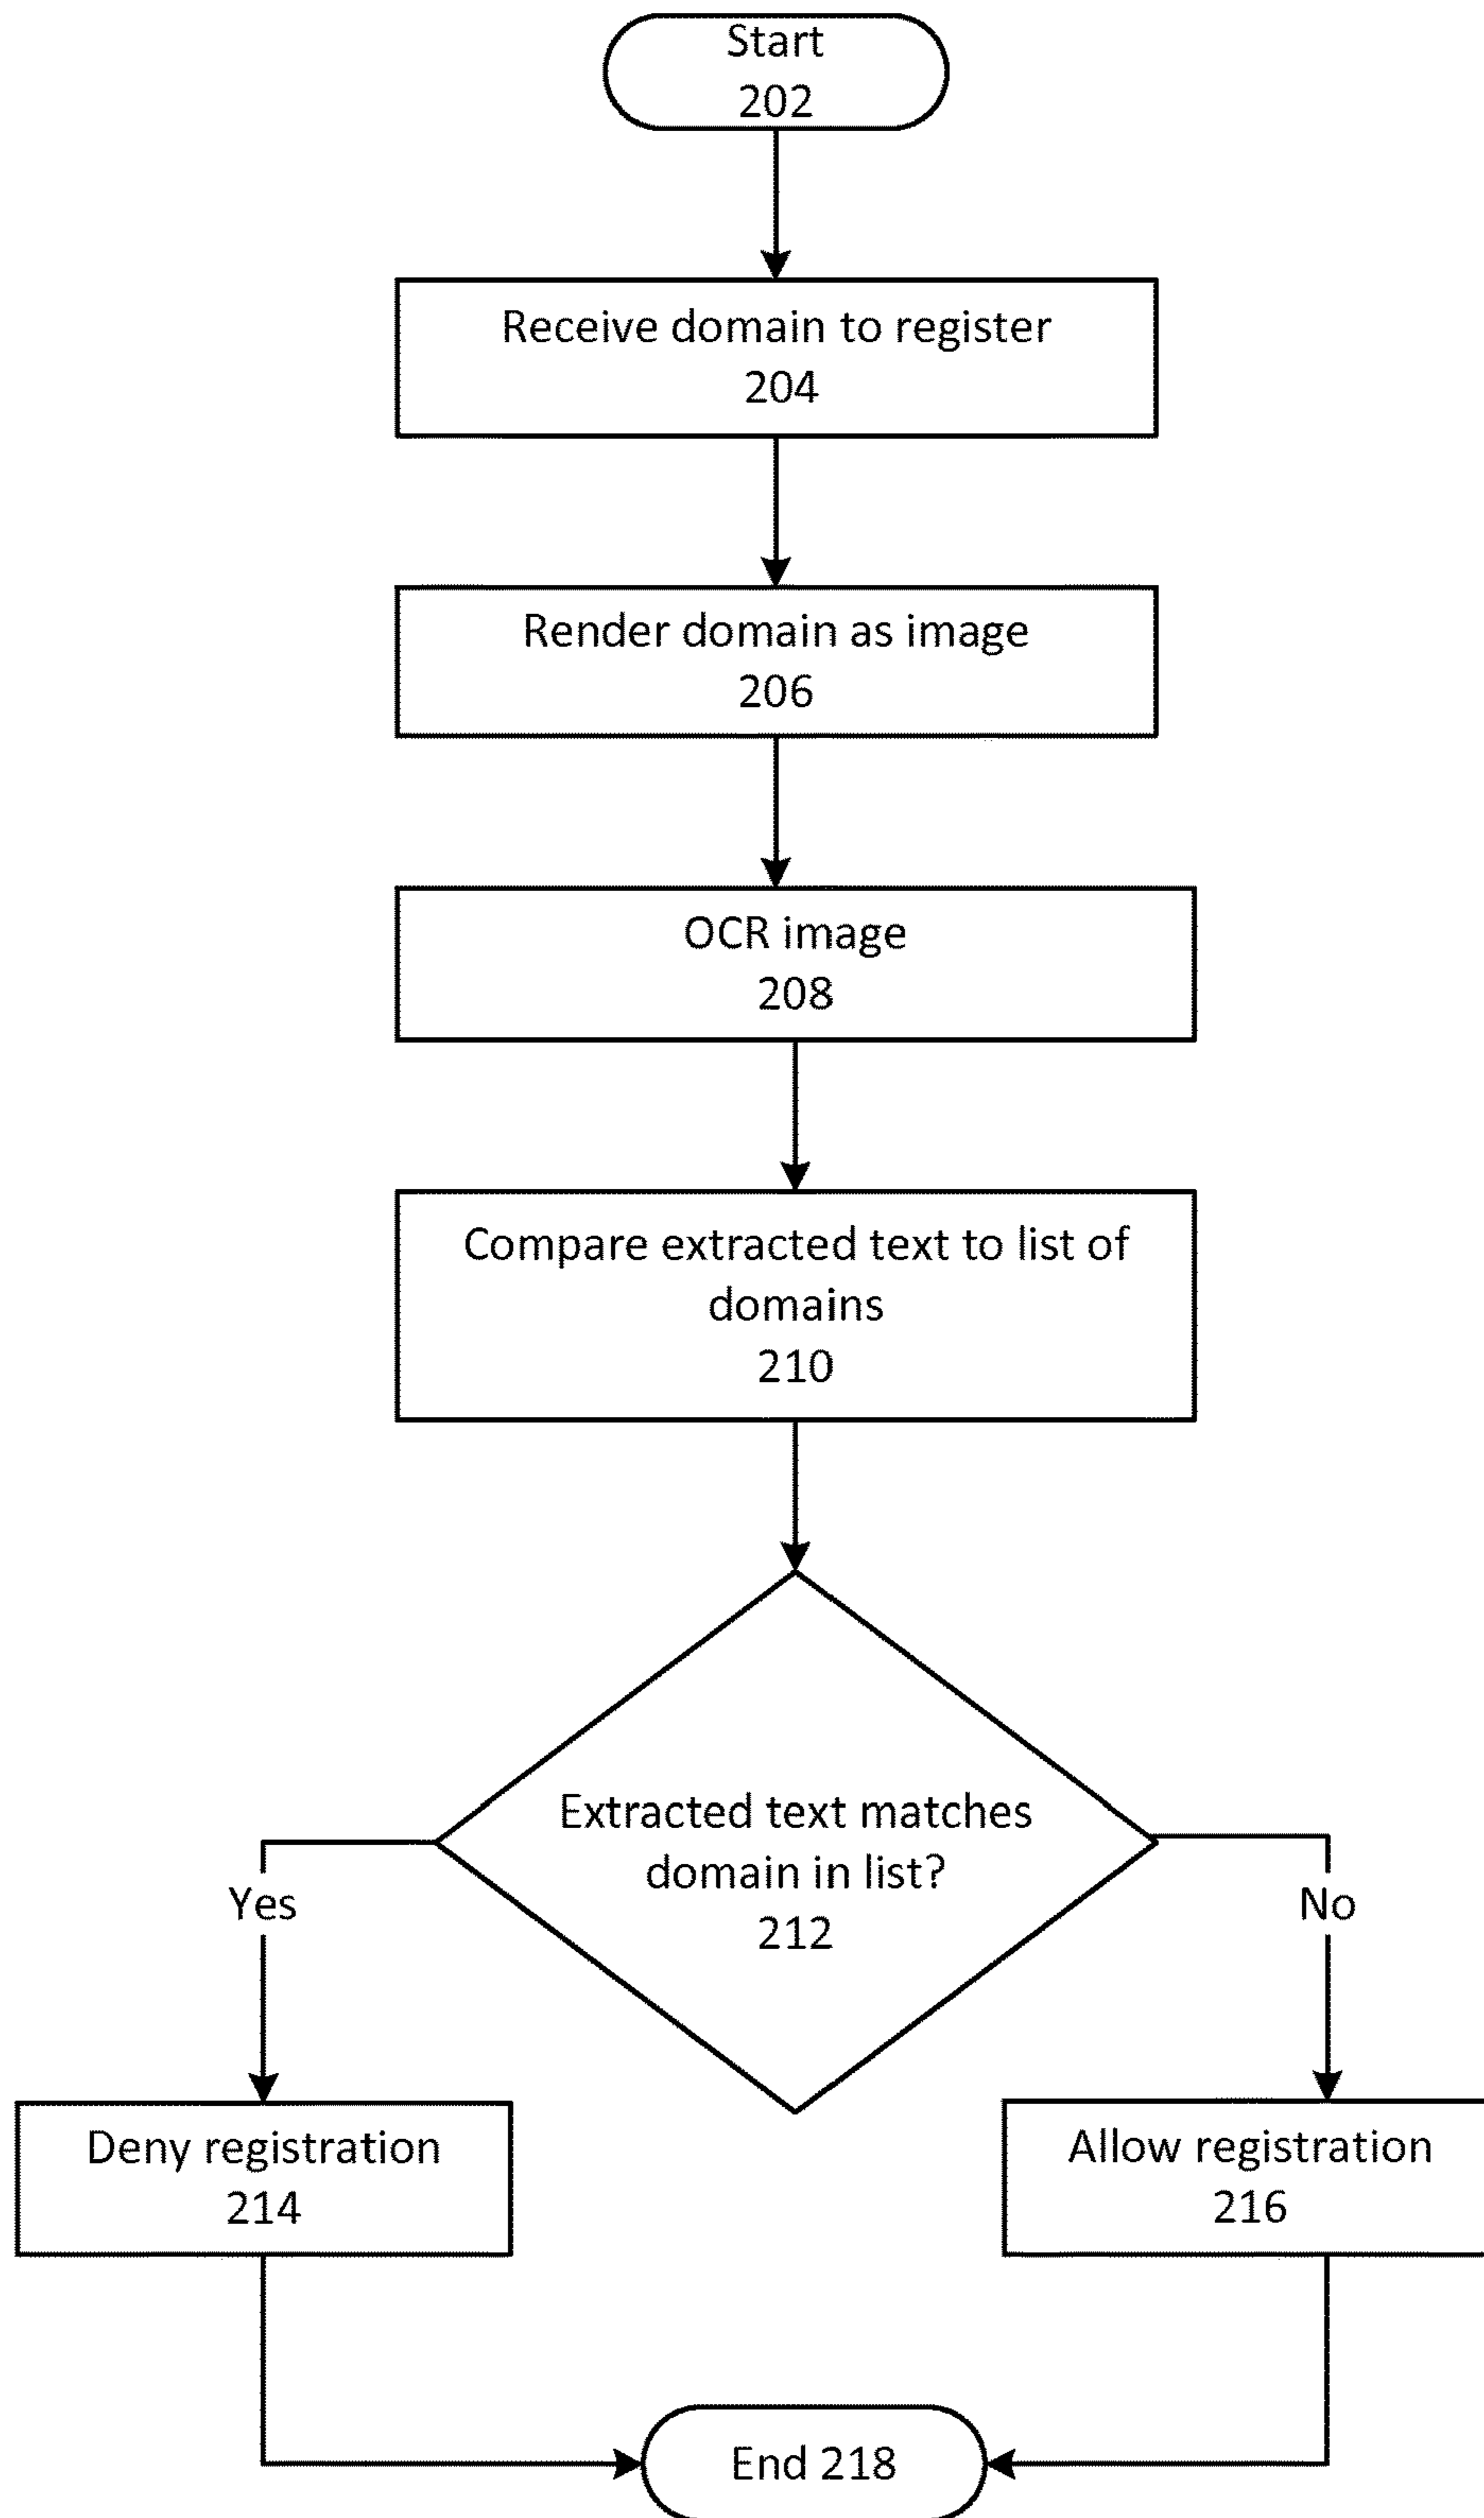 Start
202
Receive domain to register
204
Render domain as image
206
OCR image
208
Compare extracted text to list of
domains
210
Extracted text matches
domain in list?
212
Yes
No
Deny registration
214
Allow registration
216
End 218